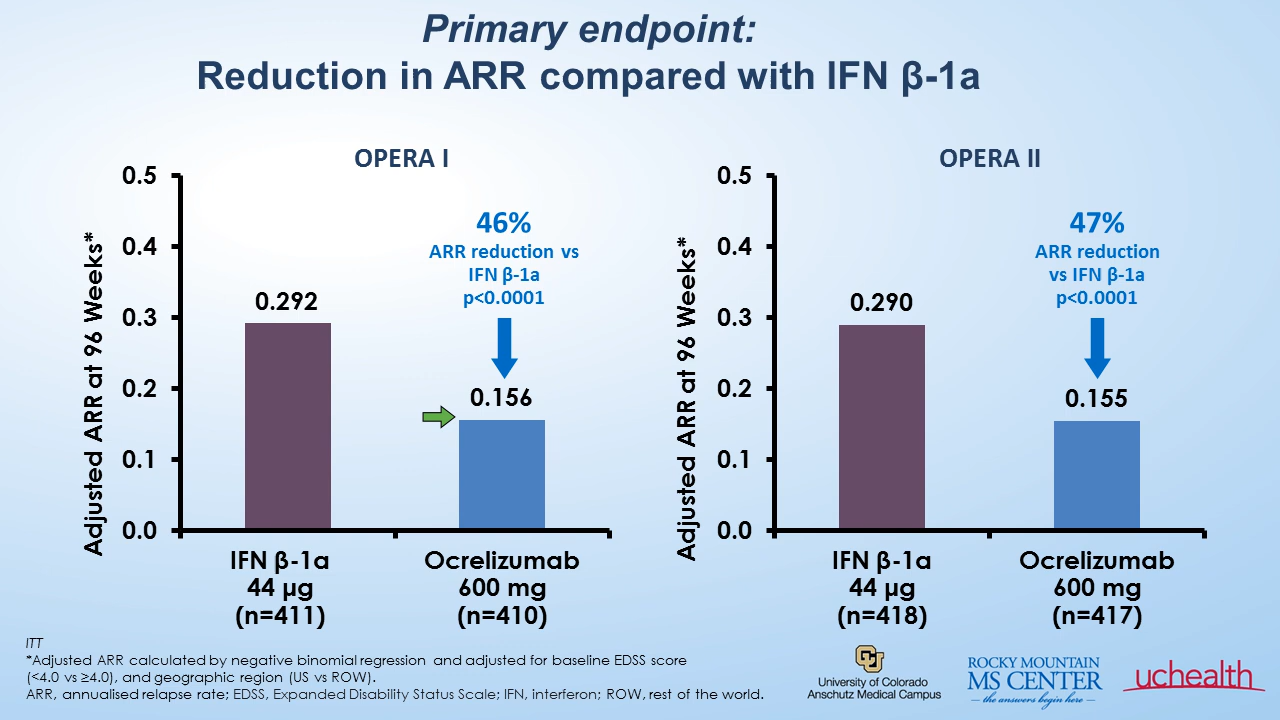 Primary endpoint:
Reduction in ARR compared with IFN β-1a
OPERA I
Adjusted ARR at 96 Weeks*
0.5
0.4
0.3
0.2
0.1
0.0
0.292
46%
ARR reduction vs
IFN β-1a
p<0.0001
0.156
IFN β-1a
44 µg
(n=411)
Ocrelizumab
600 mg
(n=410)
OPERA II
Adjusted ARR at 96 Weeks*
0.5
0.4
0.3
0.2
0.1
0.0
0.290
47%
ARR reduction
vs IFN β-1a
p<0.0001
0.155
IFN β-1a
44 µg
(n=418)
Ocrelizumab
600 mg
(n=417)
ITT
*Adjusted ARR calculated by negative binomial regression and adjusted for baseline EDSS score
(<4.0 vs ≥4.0), and geographic region (US vs ROW).
ARR, annualised relapse rate; EDSS, Expanded Disability Status Scale; IFN, interferon; ROW, rest of the world.
CU
University of Colorado
Anschutz Medical Campus
ROCKY MOUNTAIN
MS CENTER
the answers begin here
uchealth